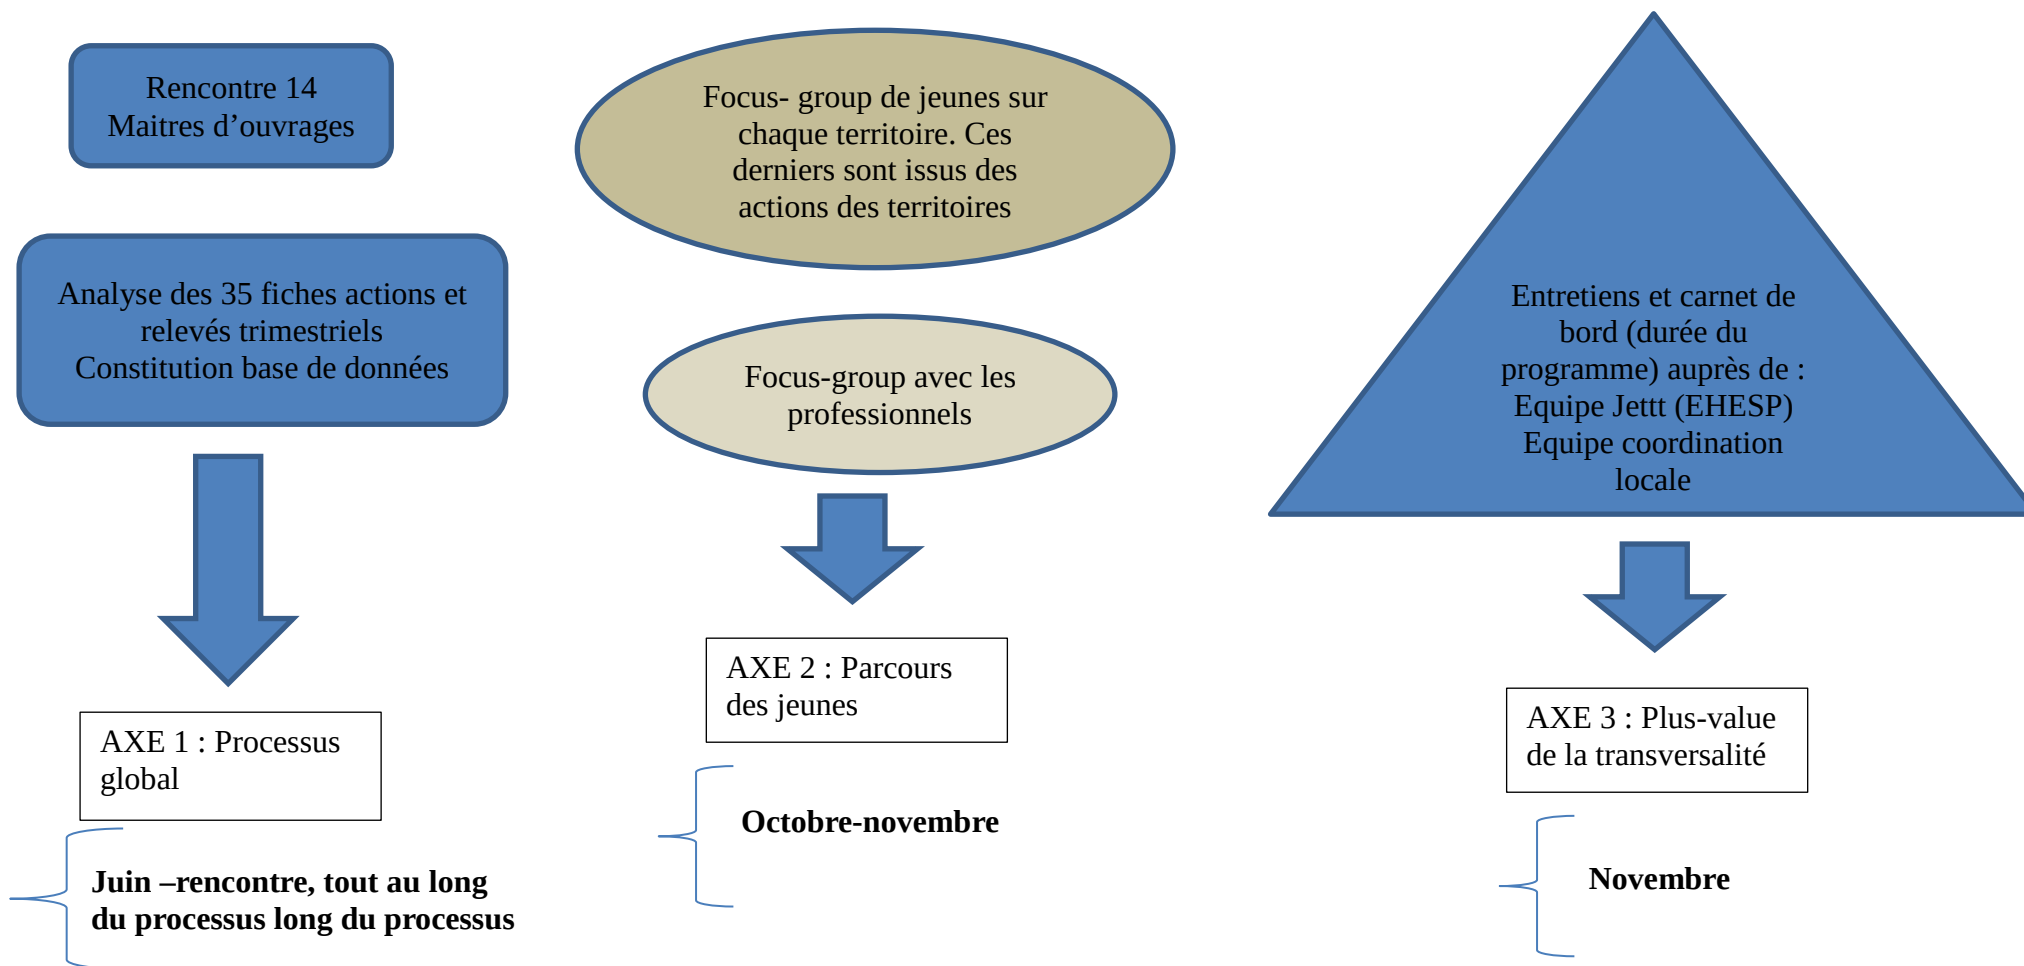 Rencontre 14
Maitres d’ouvrages
Analyse des 35 fiches actions et
relevés trimestriels
Constitution base de données
AXE 1 : Processus
global
Juin –rencontre, tout au long
du processus long du processus
Focus- group de jeunes sur
chaque territoire. Ces
derniers sont issus des
actions des territoires
Focus-group avec les
professionnels
AXE 2 : Parcours
des jeunes
Octobre-novembre
Entretiens et carnet de
bord (durée du
programme) auprès de :
Equipe Jettt (EHESP)
Equipe coordination
locale
AXE 3 : Plus-value
de la transversalité
Novembre